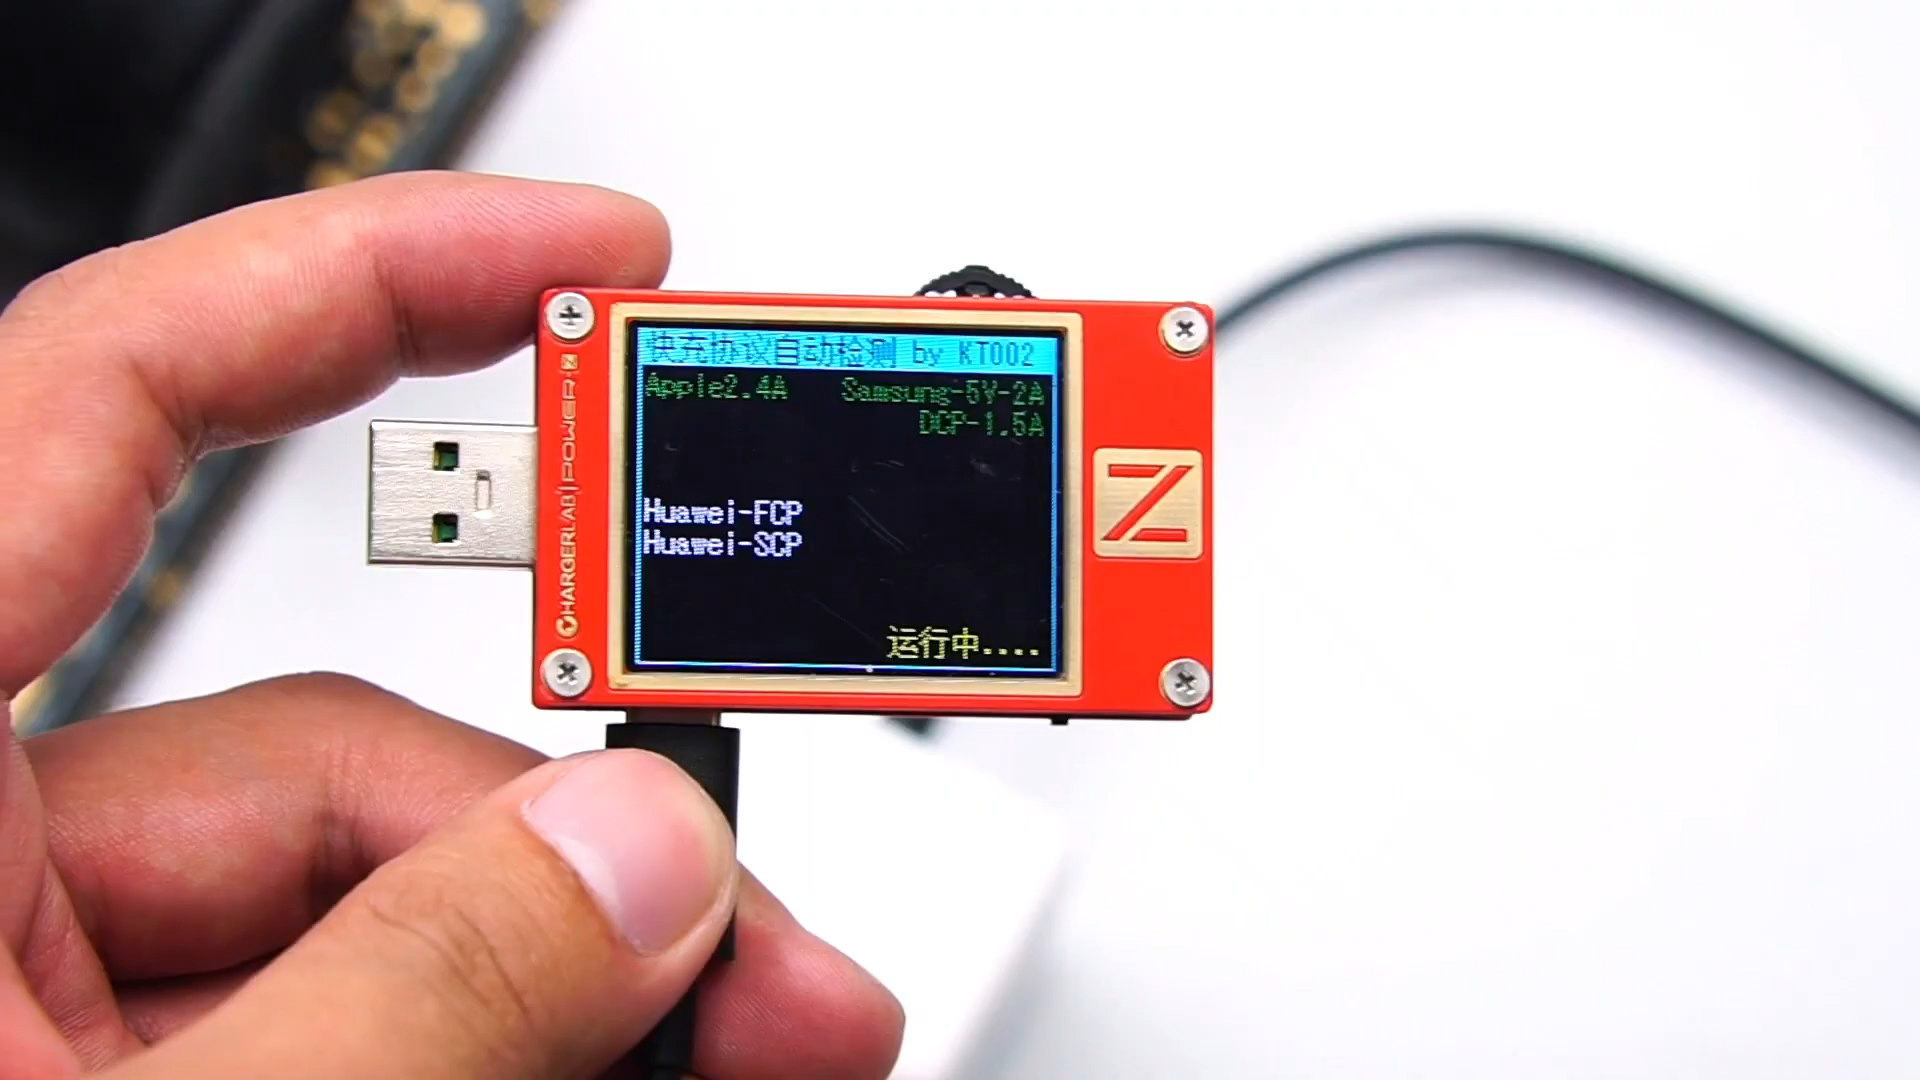 快充协议自动检测 by KT002
Apple2.4A Samsung-5V-2A
DCP-1.5A
Huawei-FCP
Huawei-SCP
运行中....
CHARGERLAB POWER Z
Z